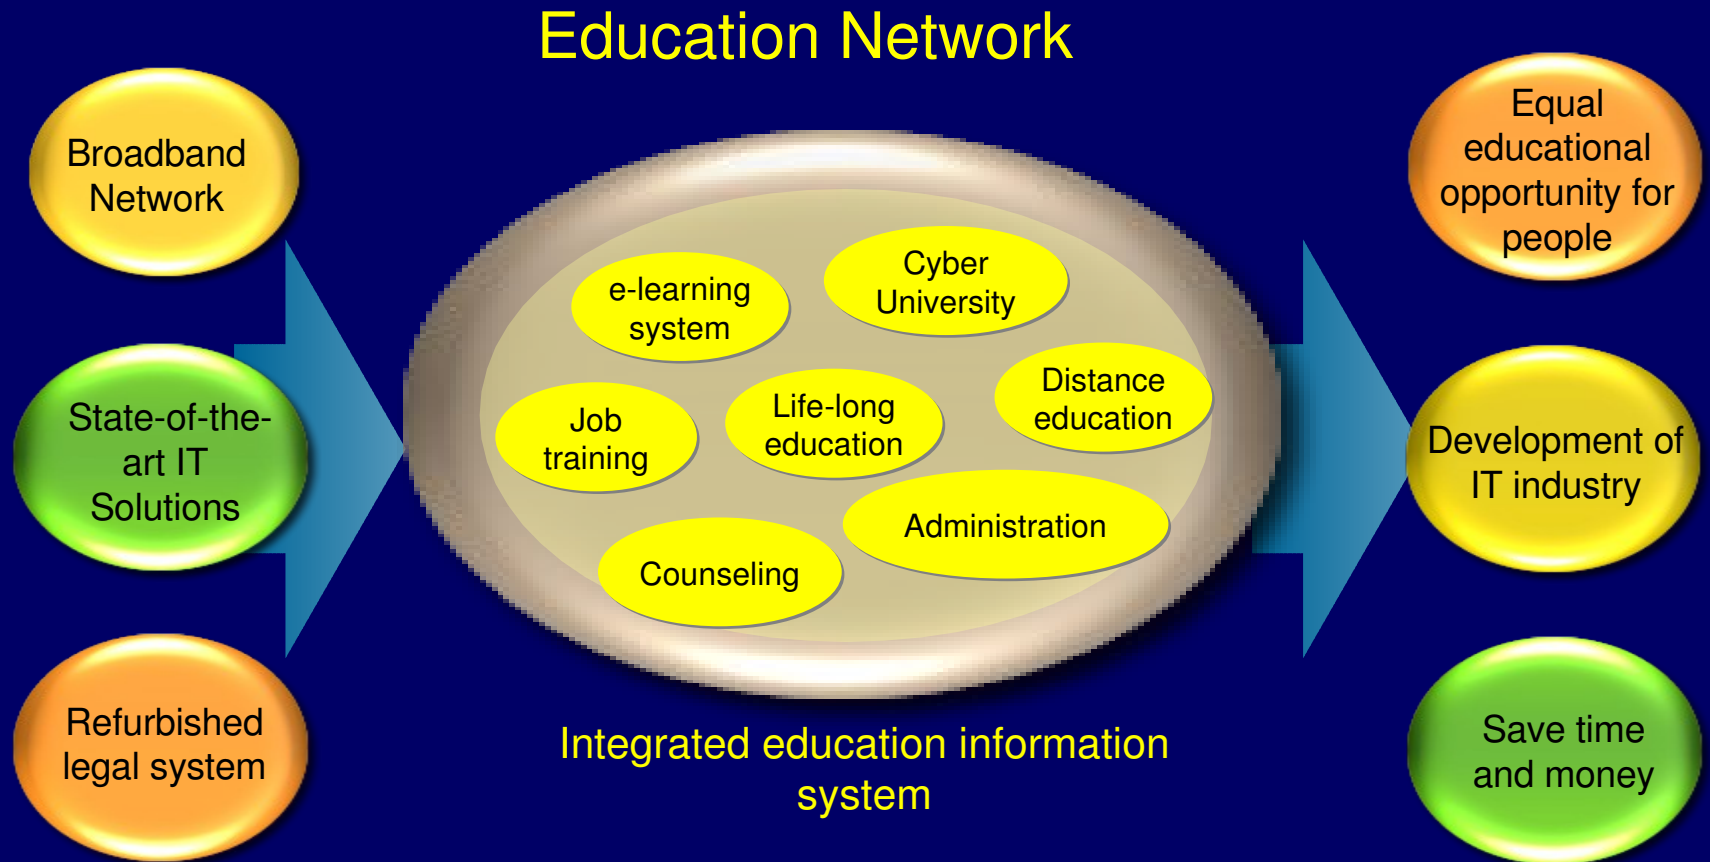 Education Network
Broadband
Network
State-of-the-
art IT
Solutions
Refurbished
legal system
e-learning
system
Cyber
University
Job
training
Life-long
education
Distance
education
Administration
Counseling
Integrated education information
system
Equal
educational
opportunity for
people
Development of
IT industry
Save time
and money